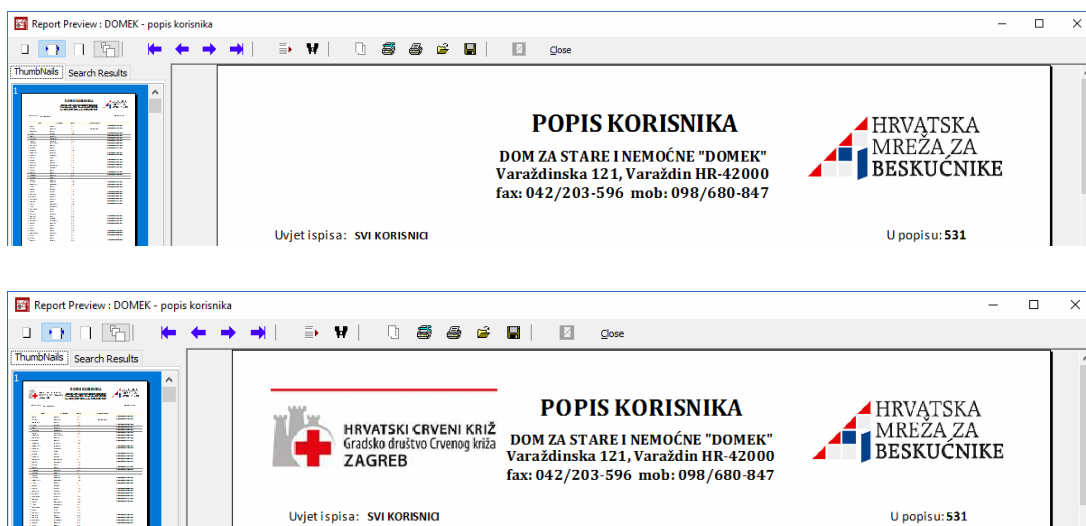 Report Preview : DOMEK - popis korisnika
Close
ThumbNails Search Results
1
POPIS KORISNIKA
DOM ZA STARE I NEMOĆNE "DOMEK"
Varaždinska 121, Varaždin HR-42000
fax: 042/203-596 mob: 098/680-847
HRVATSKA
MREŽA ZA
BESKUĆNIKE
Uvjet ispisa: SVI KORISNICI
U popisu: 531
Report Preview : DOMEK - popis korisnika
Close
ThumbNails Search Results
1
HRVATSKI CRVENI KRIŽ
Gradsko društvo Crvenog križa
ZAGREB
POPIS KORISNIKA
DOM ZA STARE I NEMOĆNE "DOMEK"
Varaždinska 121, Varaždin HR-42000
fax: 042/203-596 mob: 098/680-847
HRVATSKA
MREŽA ZA
BESKUĆNIKE
Uvjet ispisa: SVI KORISNICI
U popisu: 531